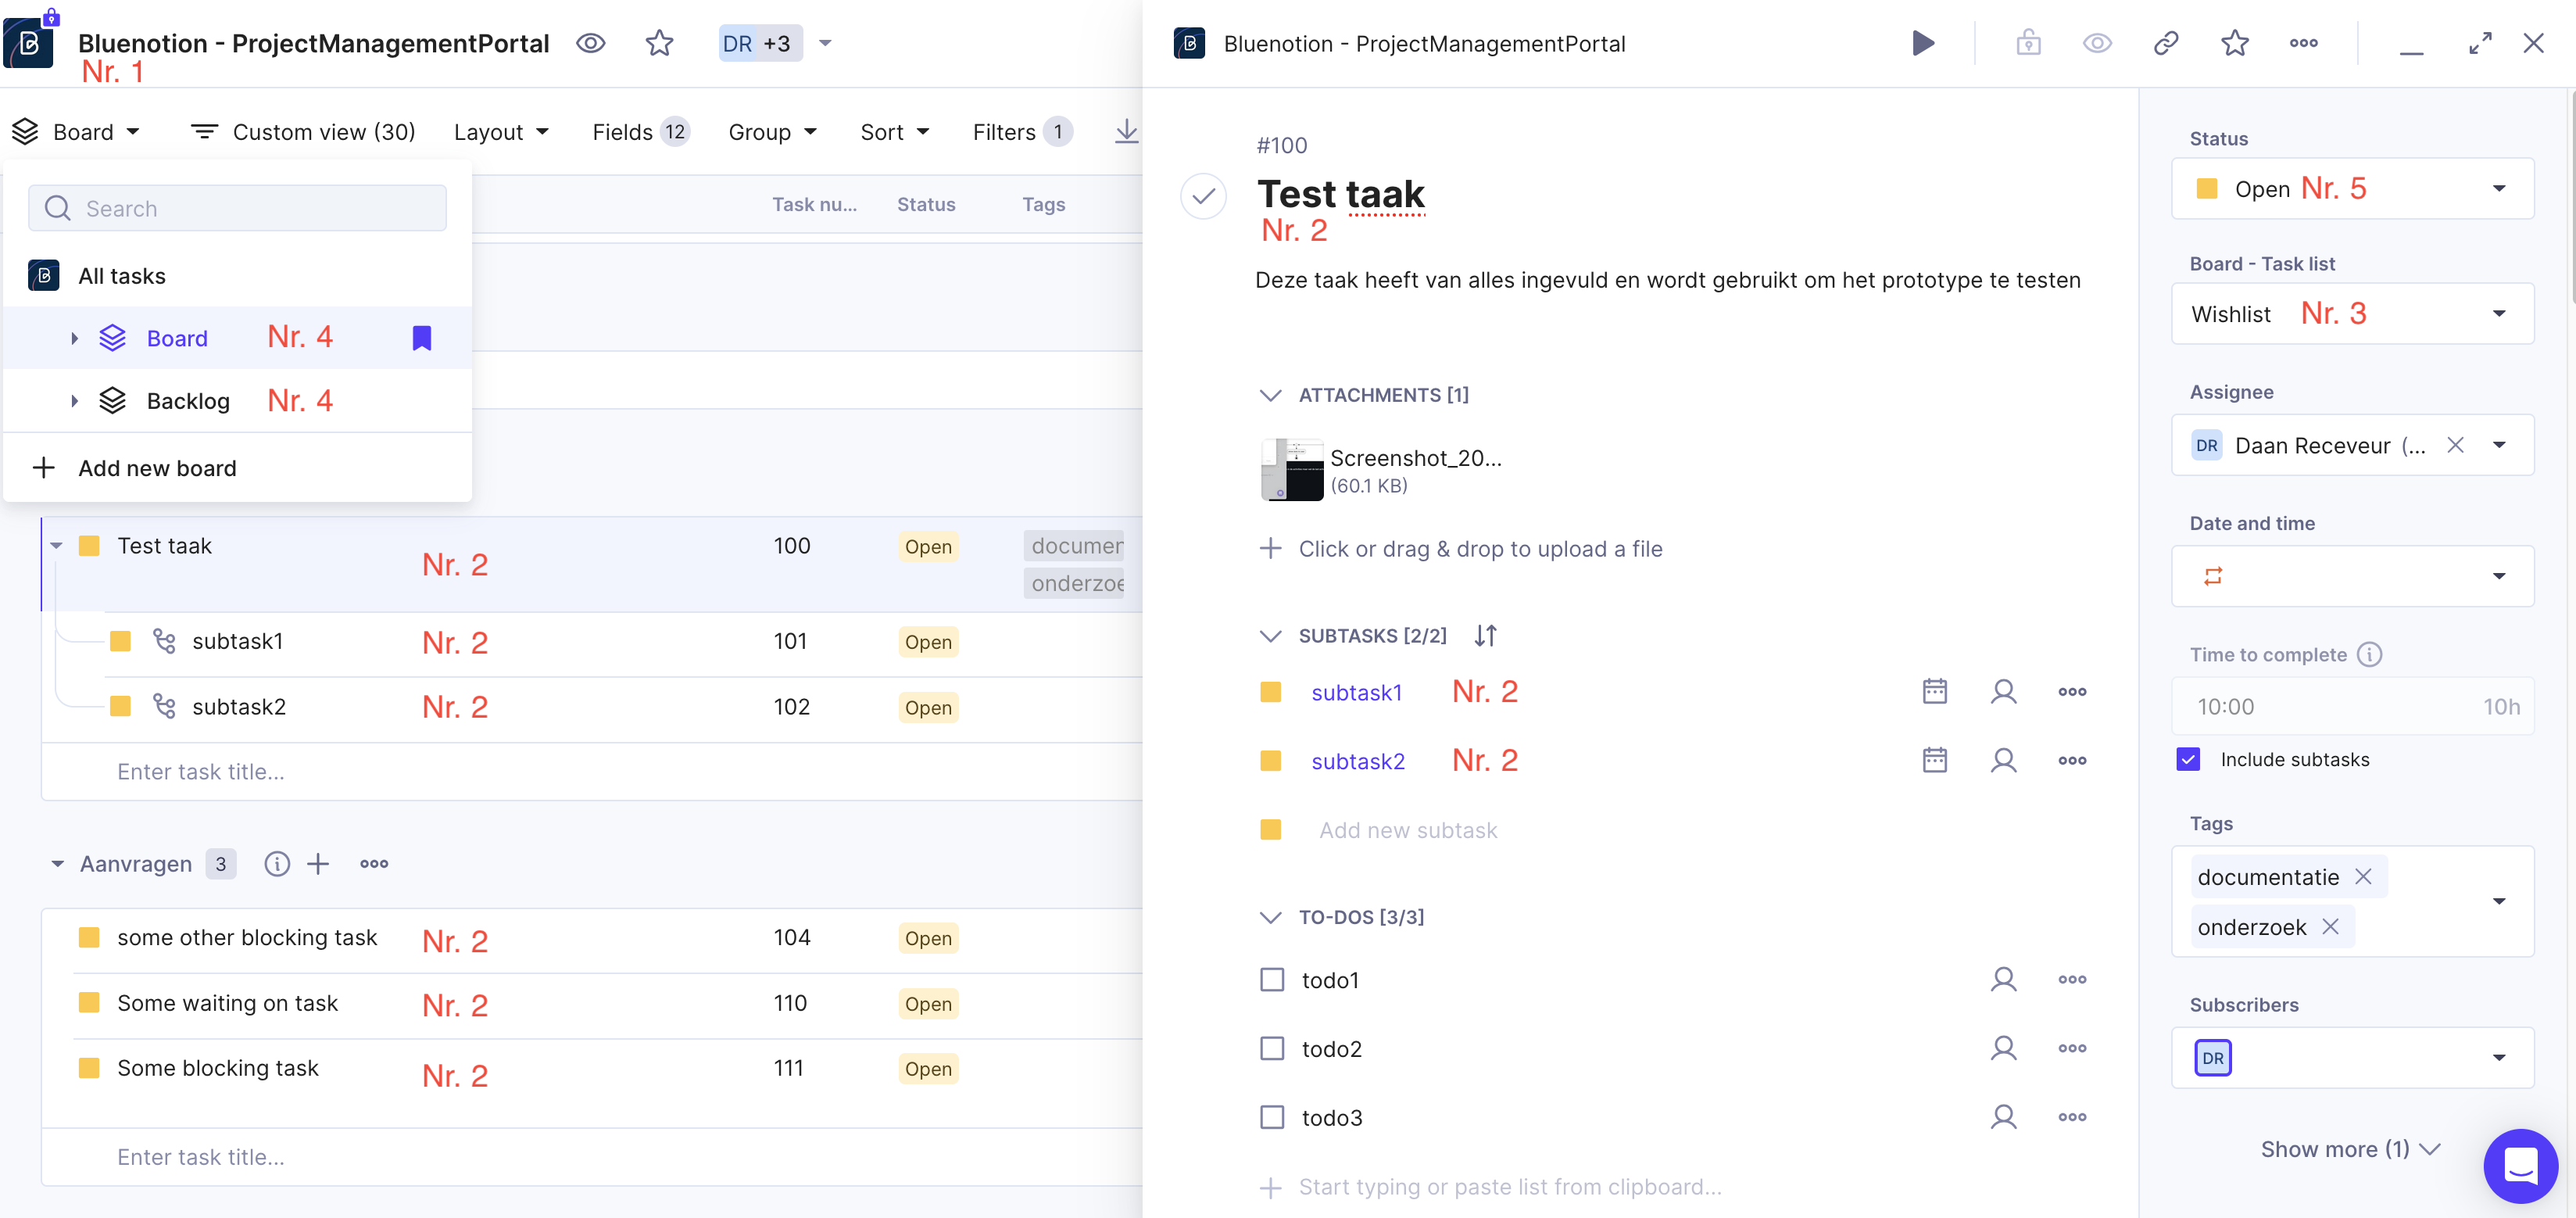 Bluenotion - ProjectManagementPortal
DR +3
Nr. 1
Board
Custom view (30)
Layout
Fields 12
Group
Sort
Filters 1
Search
All tasks
Board Nr. 4
Backlog Nr. 4
Add new board
Task nu... Status Tags
Test taak Nr. 2 100 Open
documen
onderzoe
subtask1 Nr. 2 101 Open
subtask2 Nr. 2 102 Open
Enter task title...
Aanvragen 3
some other blocking task Nr. 2 104 Open
Some waiting on task Nr. 2 110 Open
Some blocking task Nr. 2 111 Open
Enter task title...
Bluenotion - ProjectManagementPortal
#100
Test taak
Nr. 2
Deze taak heeft van alles ingevuld en wordt gebruikt om het prototype te testen
ATTACHMENTS [1]
Screenshot_20...
(60.1 KB)
Click or drag & drop to upload a file
SUBTASKS [2/2]
subtask1 Nr. 2
subtask2 Nr. 2
Add new subtask
TO-DOS [3/3]
todo1
todo2
todo3
Start typing or paste list from clipboard...
Status
Open Nr. 5
Board - Task list
Wishlist Nr. 3
Assignee
DR Daan Receveur (...
Date and time
Time to complete
10:00 10h
Include subtasks
Tags
documentatie
onderzoek
Subscribers
DR
Show more (1)